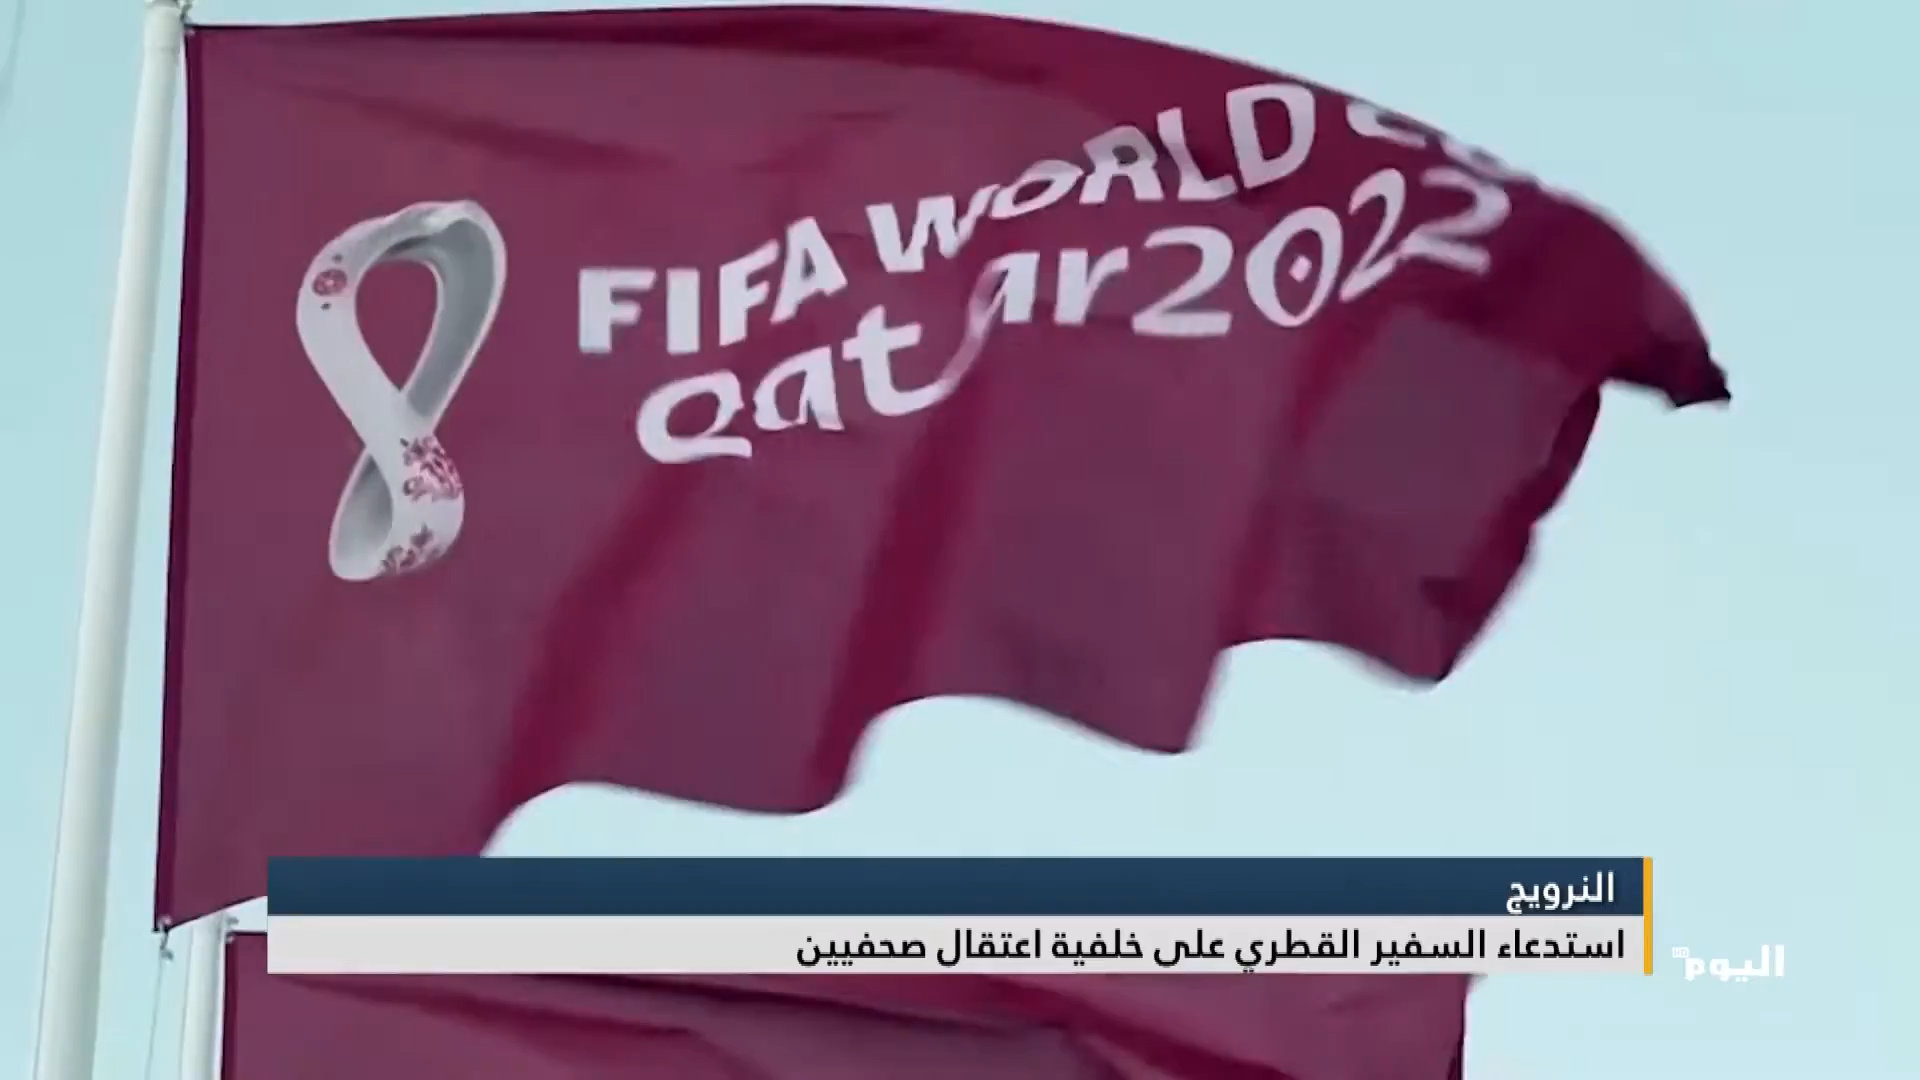 FIFA WORLD
Qatar2022
النرويج
استدعاء السفير القطري على خلفية اعتقال صحفيين
اليوم